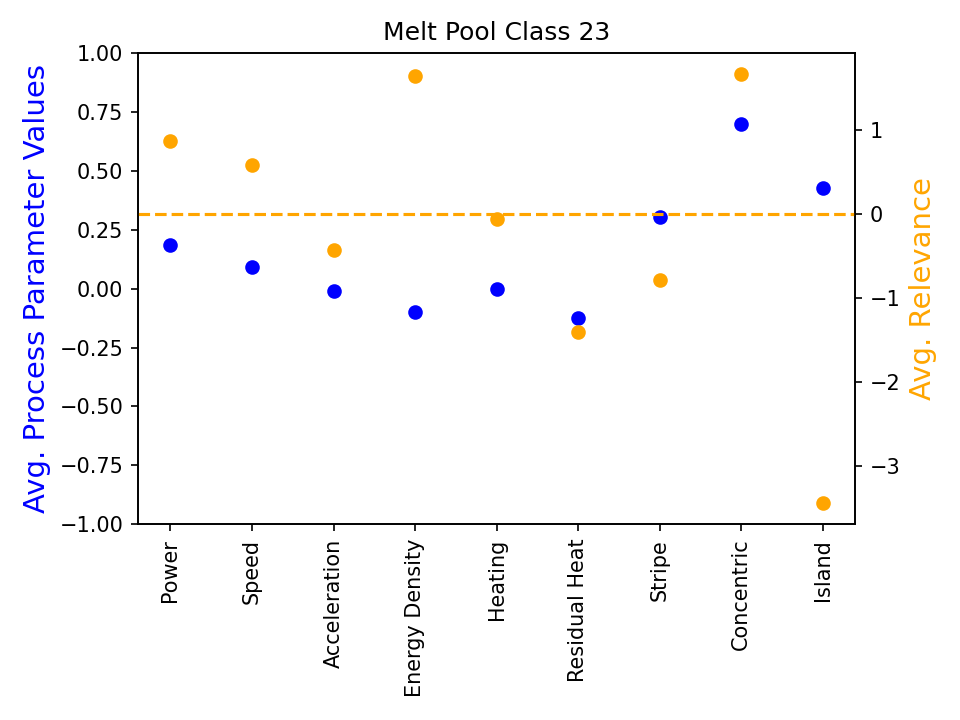 Melt Pool Class 23
Avg. Process Parameter Values
1.00
0.75
0.50
0.25
0.00
−0.25
−0.50
−0.75
−1.00
1
0
−1
−2
−3
Avg. Relevance
Power
Speed
Acceleration
Energy Density
Heating
Residual Heat
Stripe
Concentric
Island